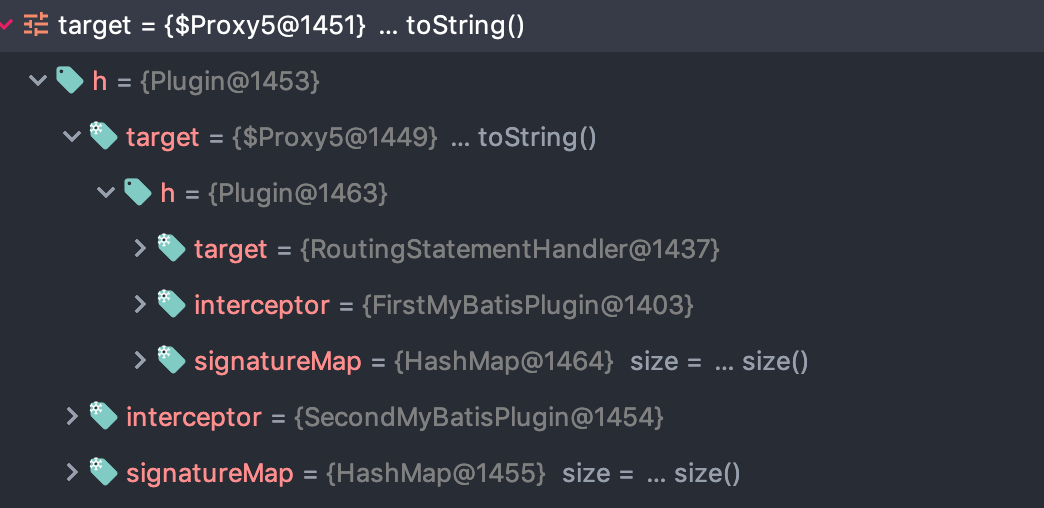 target = {$Proxy5@1451} ... toString()
h = {Plugin@1453}
target = {$Proxy5@1449} ... toString()
h = {Plugin@1463}
target = {RoutingStatementHandler@1437}
interceptor = {FirstMyBatisPlugin@1403}
signatureMap = {HashMap@1464} size = ... size()
interceptor = {SecondMyBatisPlugin@1454}
signatureMap = {HashMap@1455} size = ... size()